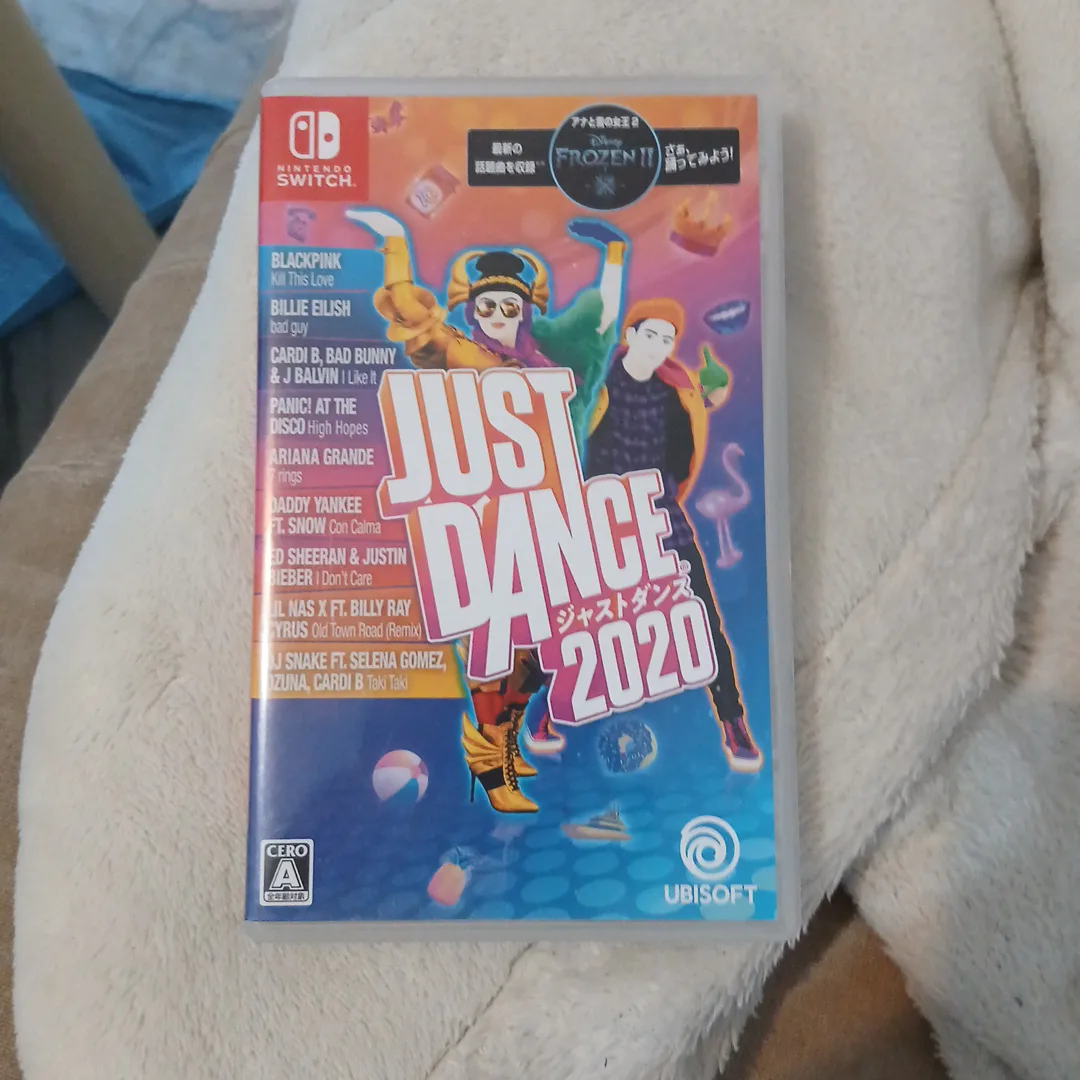 NINTENDO
SWITCH
アナと雪の女王2
最新の
話題曲を収録
Disney
FROZEN II
さあ、
踊ってみよう!
BLACKPINK
Kill This Love
BILLIE EILISH
bad guy
CARDI B, BAD BUNNY
& J BALVIN I Like It
PANIC! AT THE
DISCO High Hopes
ARIANA GRANDE
7 rings
DADDY YANKEE
FT. SNOW Con Calma
ED SHEERAN & JUSTIN
BIEBER I Don't Care
LIL NAS X FT. BILLY RAY
CYRUS Old Town Road (Remix)
DJ SNAKE FT. SELENA GOMEZ,
OZUNA, CARDI B Taki Taki
JUST
DANCE®
ジャストダンス
2020
CERO
A
全年齢対象
UBISOFT